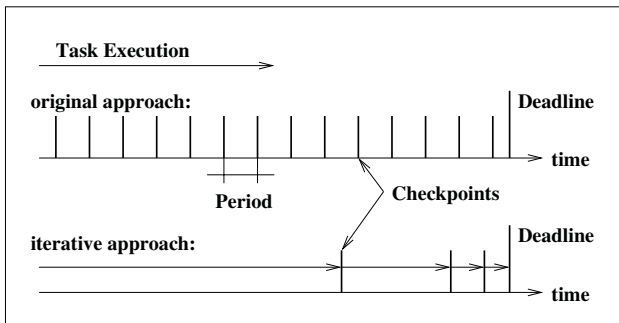 Task Execution
original approach:
Deadline
time
Period
Checkpoints
iterative approach:
Deadline
time